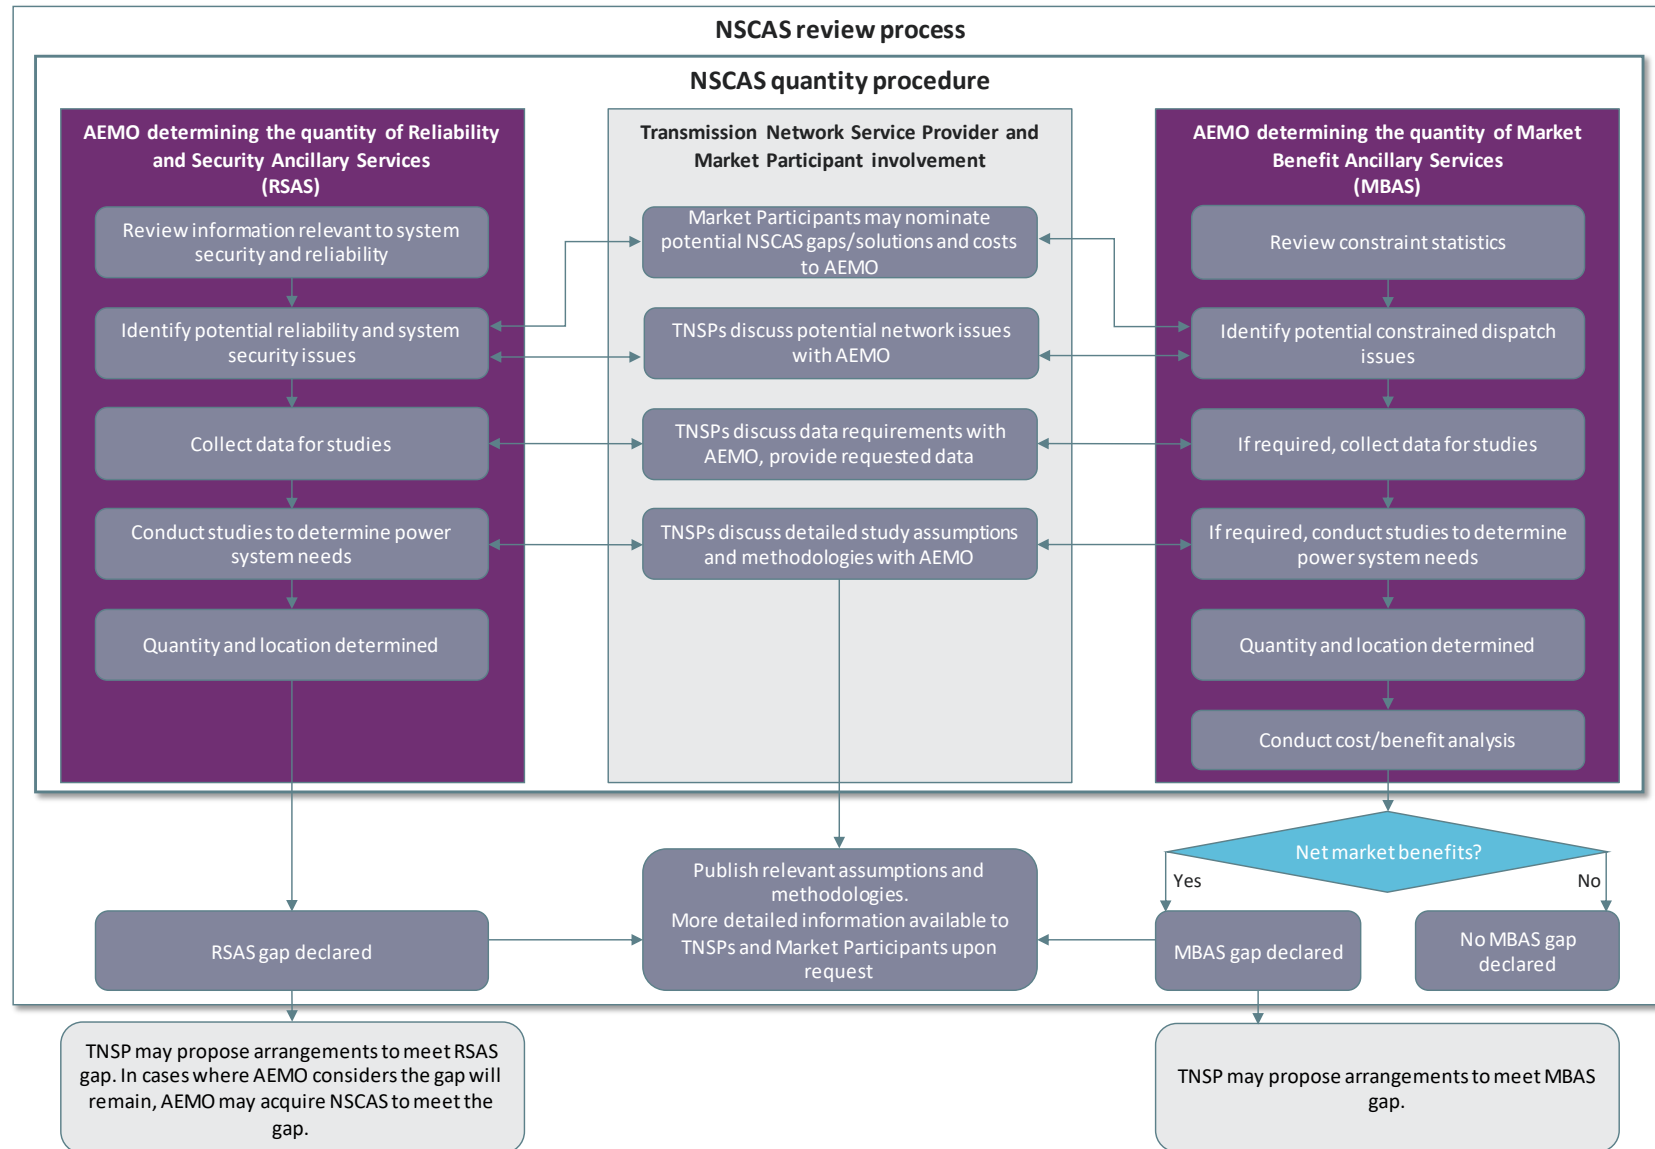 NSCAS review process
NSCAS quantity procedure
AEMO determining the quantity of Reliability
and Security Ancillary Services
(RSAS)
Review information relevant to system
security and reliability
Identify potential reliability and system
security issues
Collect data for studies
Conduct studies to determine power
system needs
Quantity and location determined
Transmission Network Service Provider and
Market Participant involvement
Market Participants may nominate
potential NSCAS gaps/solutions and costs
to AEMO
TNSPs discuss potential network issues
with AEMO
TNSPs discuss data requirements with
AEMO, provide requested data
TNSPs discuss detailed study assumptions
and methodologies with AEMO
AEMO determining the quantity of Market
Benefit Ancillary Services
(MBAS)
Review constraint statistics
Identify potential constrained dispatch
issues
If required, collect data for studies
If required, conduct studies to determine
power system needs
Quantity and location determined
Conduct cost/benefit analysis
Net market benefits?
Yes
No
RSAS gap declared
Publish relevant assumptions and
methodologies.
More detailed information available to
TNSPs and Market Participants upon
request
MBAS gap declared
No MBAS gap
declared
TNSP may propose arrangements to meet RSAS
gap. In cases where AEMO considers the gap will
remain, AEMO may acquire NSCAS to meet the
gap.
TNSP may propose arrangements to meet MBAS
gap.